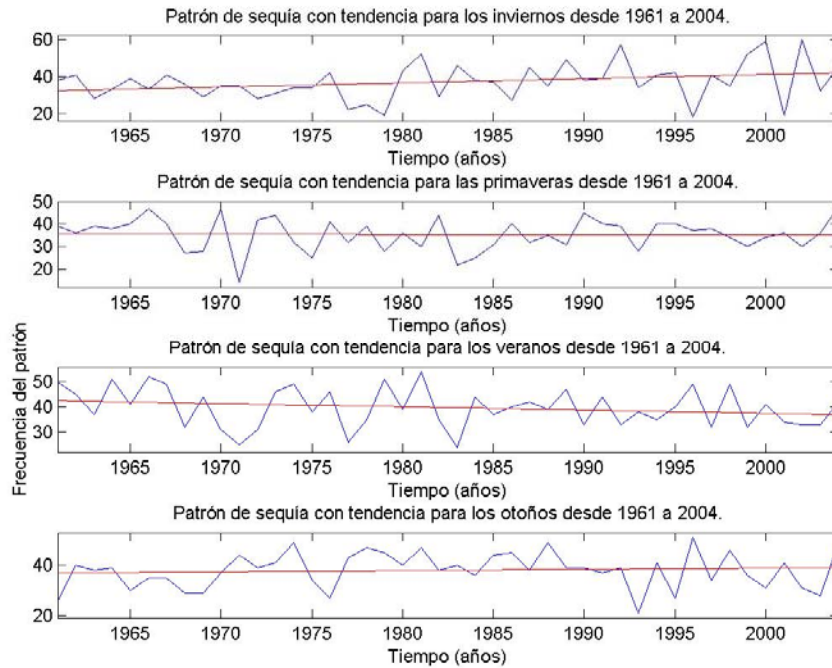 Patrón de sequía con tendencia para los inviernos desde 1961 a 2004.
60
40
20
1965 1970 1975 1980 1985 1990 1995 2000
Tiempo (años)
Patrón de sequía con tendencia para las primaveras desde 1961 a 2004.
50
40
30
20
1965 1970 1975 1980 1985 1990 1995 2000
Tiempo (años)
Frecuencia del patrón
Patrón de sequía con tendencia para los veranos desde 1961 a 2004.
50
40
30
1965 1970 1975 1980 1985 1990 1995 2000
Tiempo (años)
Patrón de sequía con tendencia para los otoños desde 1961 a 2004.
40
20
1965 1970 1975 1980 1985 1990 1995 2000
Tiempo (años)